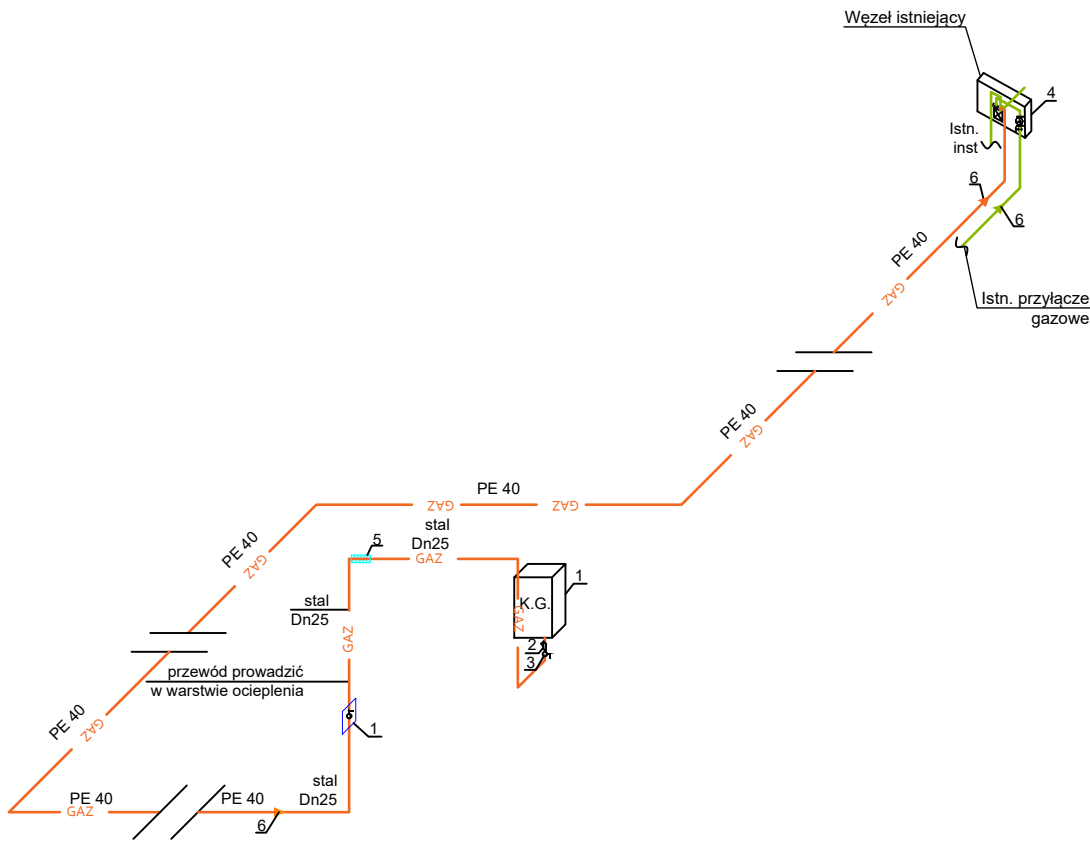 Węzeł istniejący
4
Istn.
inst
6
6
PE 40
GAZ
Istn. przyłącze
gazowe
PE 40
GAZ
PE 40
GAZ
GAZ
stal
Dn25
5
GAZ
PE 40
GAZ
1
K.G.
GAZ
stal
Dn25
GAZ
2
3
przewód prowadzić
w warstwie ocieplenia
PE 40
GAZ
1
stal
Dn25
PE 40
GAZ
PE 40
6